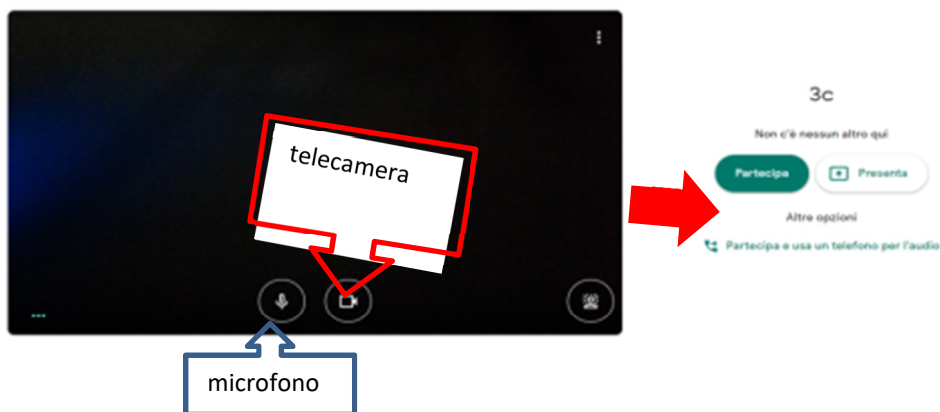 telecamera
microfono
3c
Non c'è nessun altro qui
Partecipa
Presenta
Altre opzioni
Partecipa e usa un telefono per l'audio